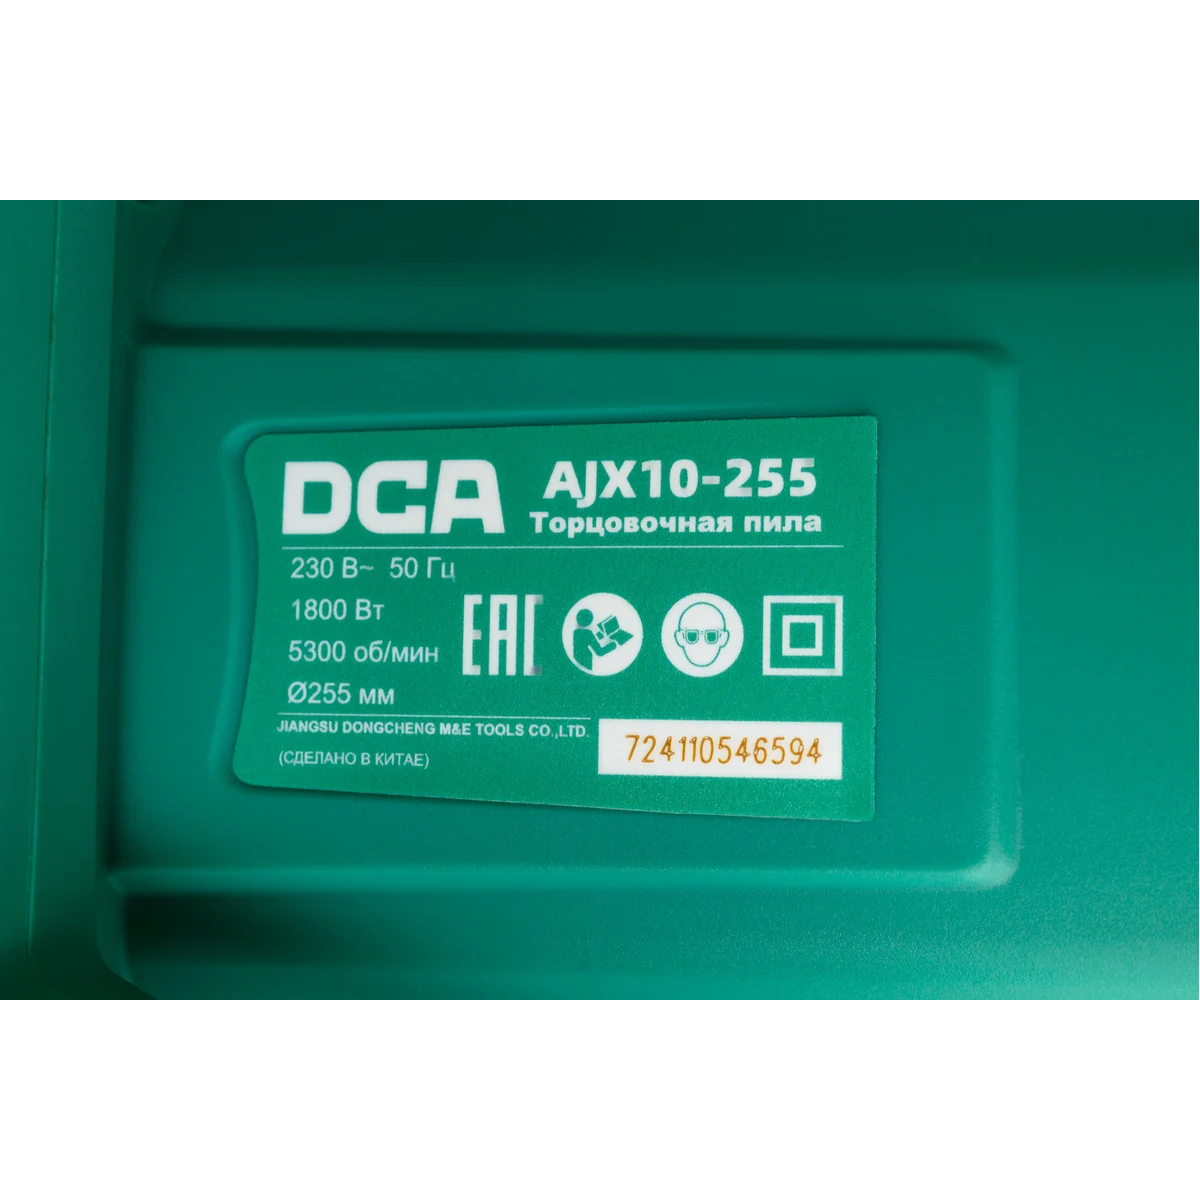 DCA
AJX10-255
Торцовочная пила
230 В~ 50 Гц
1800 Вт
5300 об/мин
Ø255 мм
EAC
JIANGSU DONGCHENG M&E TOOLS CO.,LTD.
(СДЕЛАНО В КИТАЕ)
724110546594